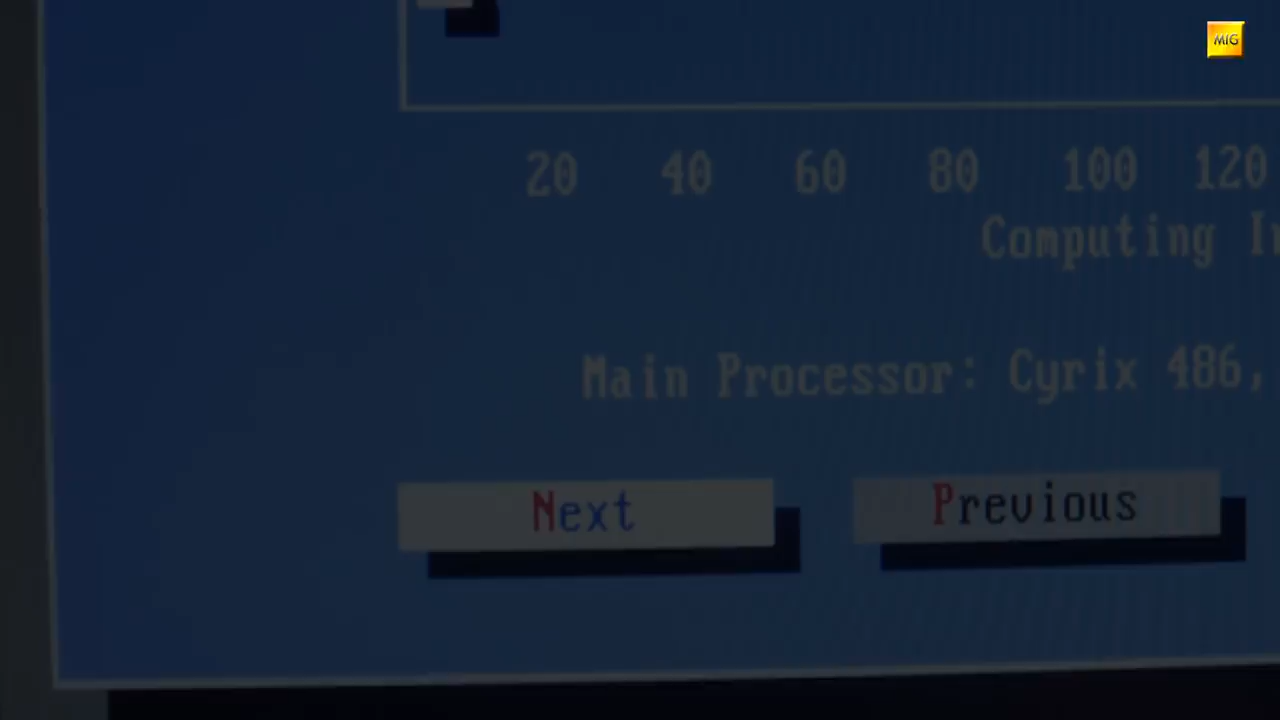 MIG
20 40 60 80 100 120
Computing
Main Processor: Cyrix 486,
Next Previous